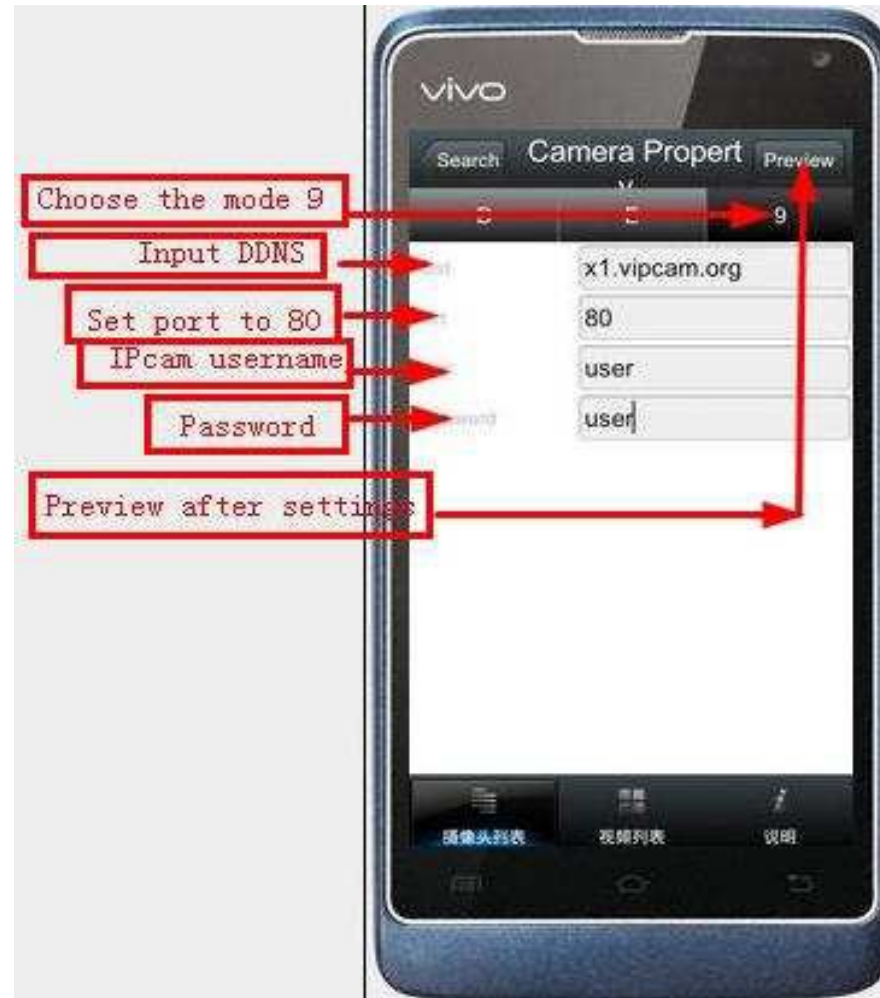 vivo
Search Camera Propert Preview
y
Choose the mode 9
9
Input DDNS
x1.vipcam.org
Set port to 80
80
IPcam username
user
Password
user
Preview after settings
摄像头列表 视频列表 说明